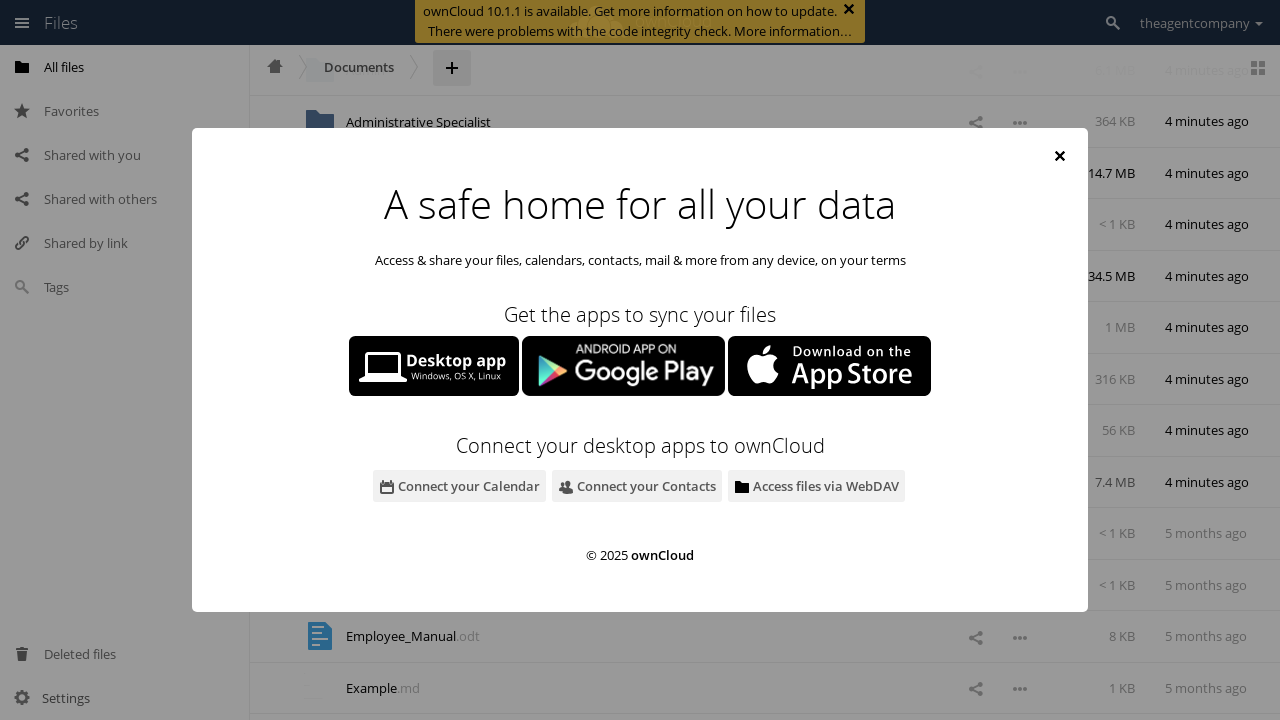 Files
ownCloud 10.1.1 is available. Get more information on how to update.
There were problems with the code integrity check. More information…
theagentcompany
All files
Favorites
Shared with you
Shared with others
Shared by link
Tags
Deleted files
Settings
Documents
4 minutes ago
Administrative Specialist
364 KB
4 minutes ago
14.7 MB
4 minutes ago
< 1 KB
4 minutes ago
34.5 MB
4 minutes ago
1 MB
4 minutes ago
316 KB
4 minutes ago
56 KB
4 minutes ago
7.4 MB
4 minutes ago
< 1 KB
5 months ago
< 1 KB
5 months ago
Employee_Manual.odt
8 KB
5 months ago
Example.md
1 KB
5 months ago
A safe home for all your data
Access & share your files, calendars, contacts, mail & more from any device, on your terms
Get the apps to sync your files
Desktop app
Windows, OS X, Linux
ANDROID APP ON
Google Play
Download on the
App Store
Connect your desktop apps to ownCloud
Connect your Calendar
Connect your Contacts
Access files via WebDAV
© 2025 ownCloud